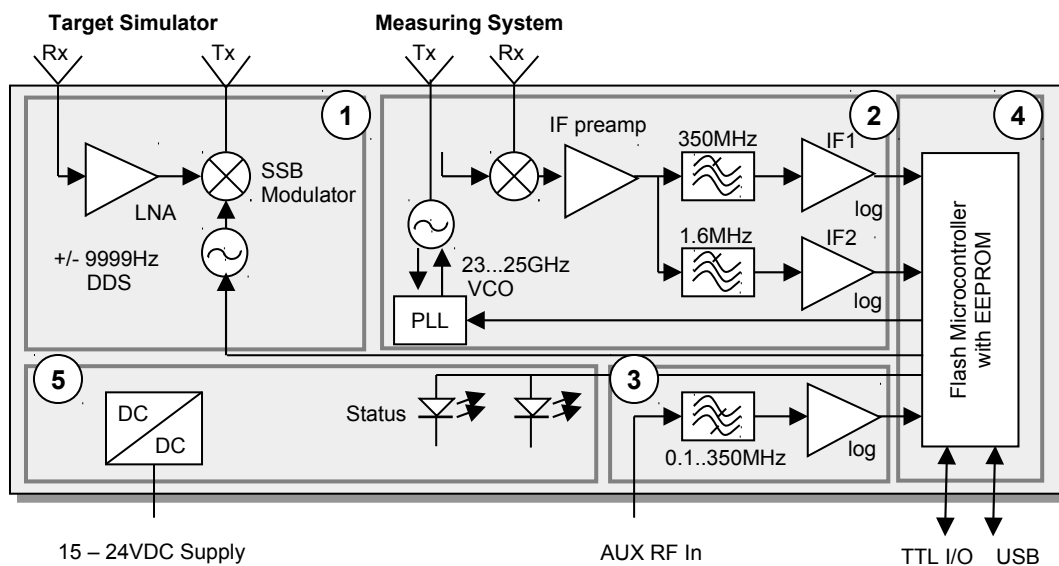 Target Simulator
Measuring System
Rx
Tx
Tx
Rx
1
2
4
IF preamp
350MHz
IF1
SSB
Modulator
LNA
log
+/- 9999Hz
DDS
1.6MHz
IF2
23...25GHz
VCO
log
PLL
Flash Microcontroller
with EEPROM
5
3
DC
DC
Status
0.1..350MHz
log
15 – 24VDC Supply
AUX RF In
TTL I/O
USB